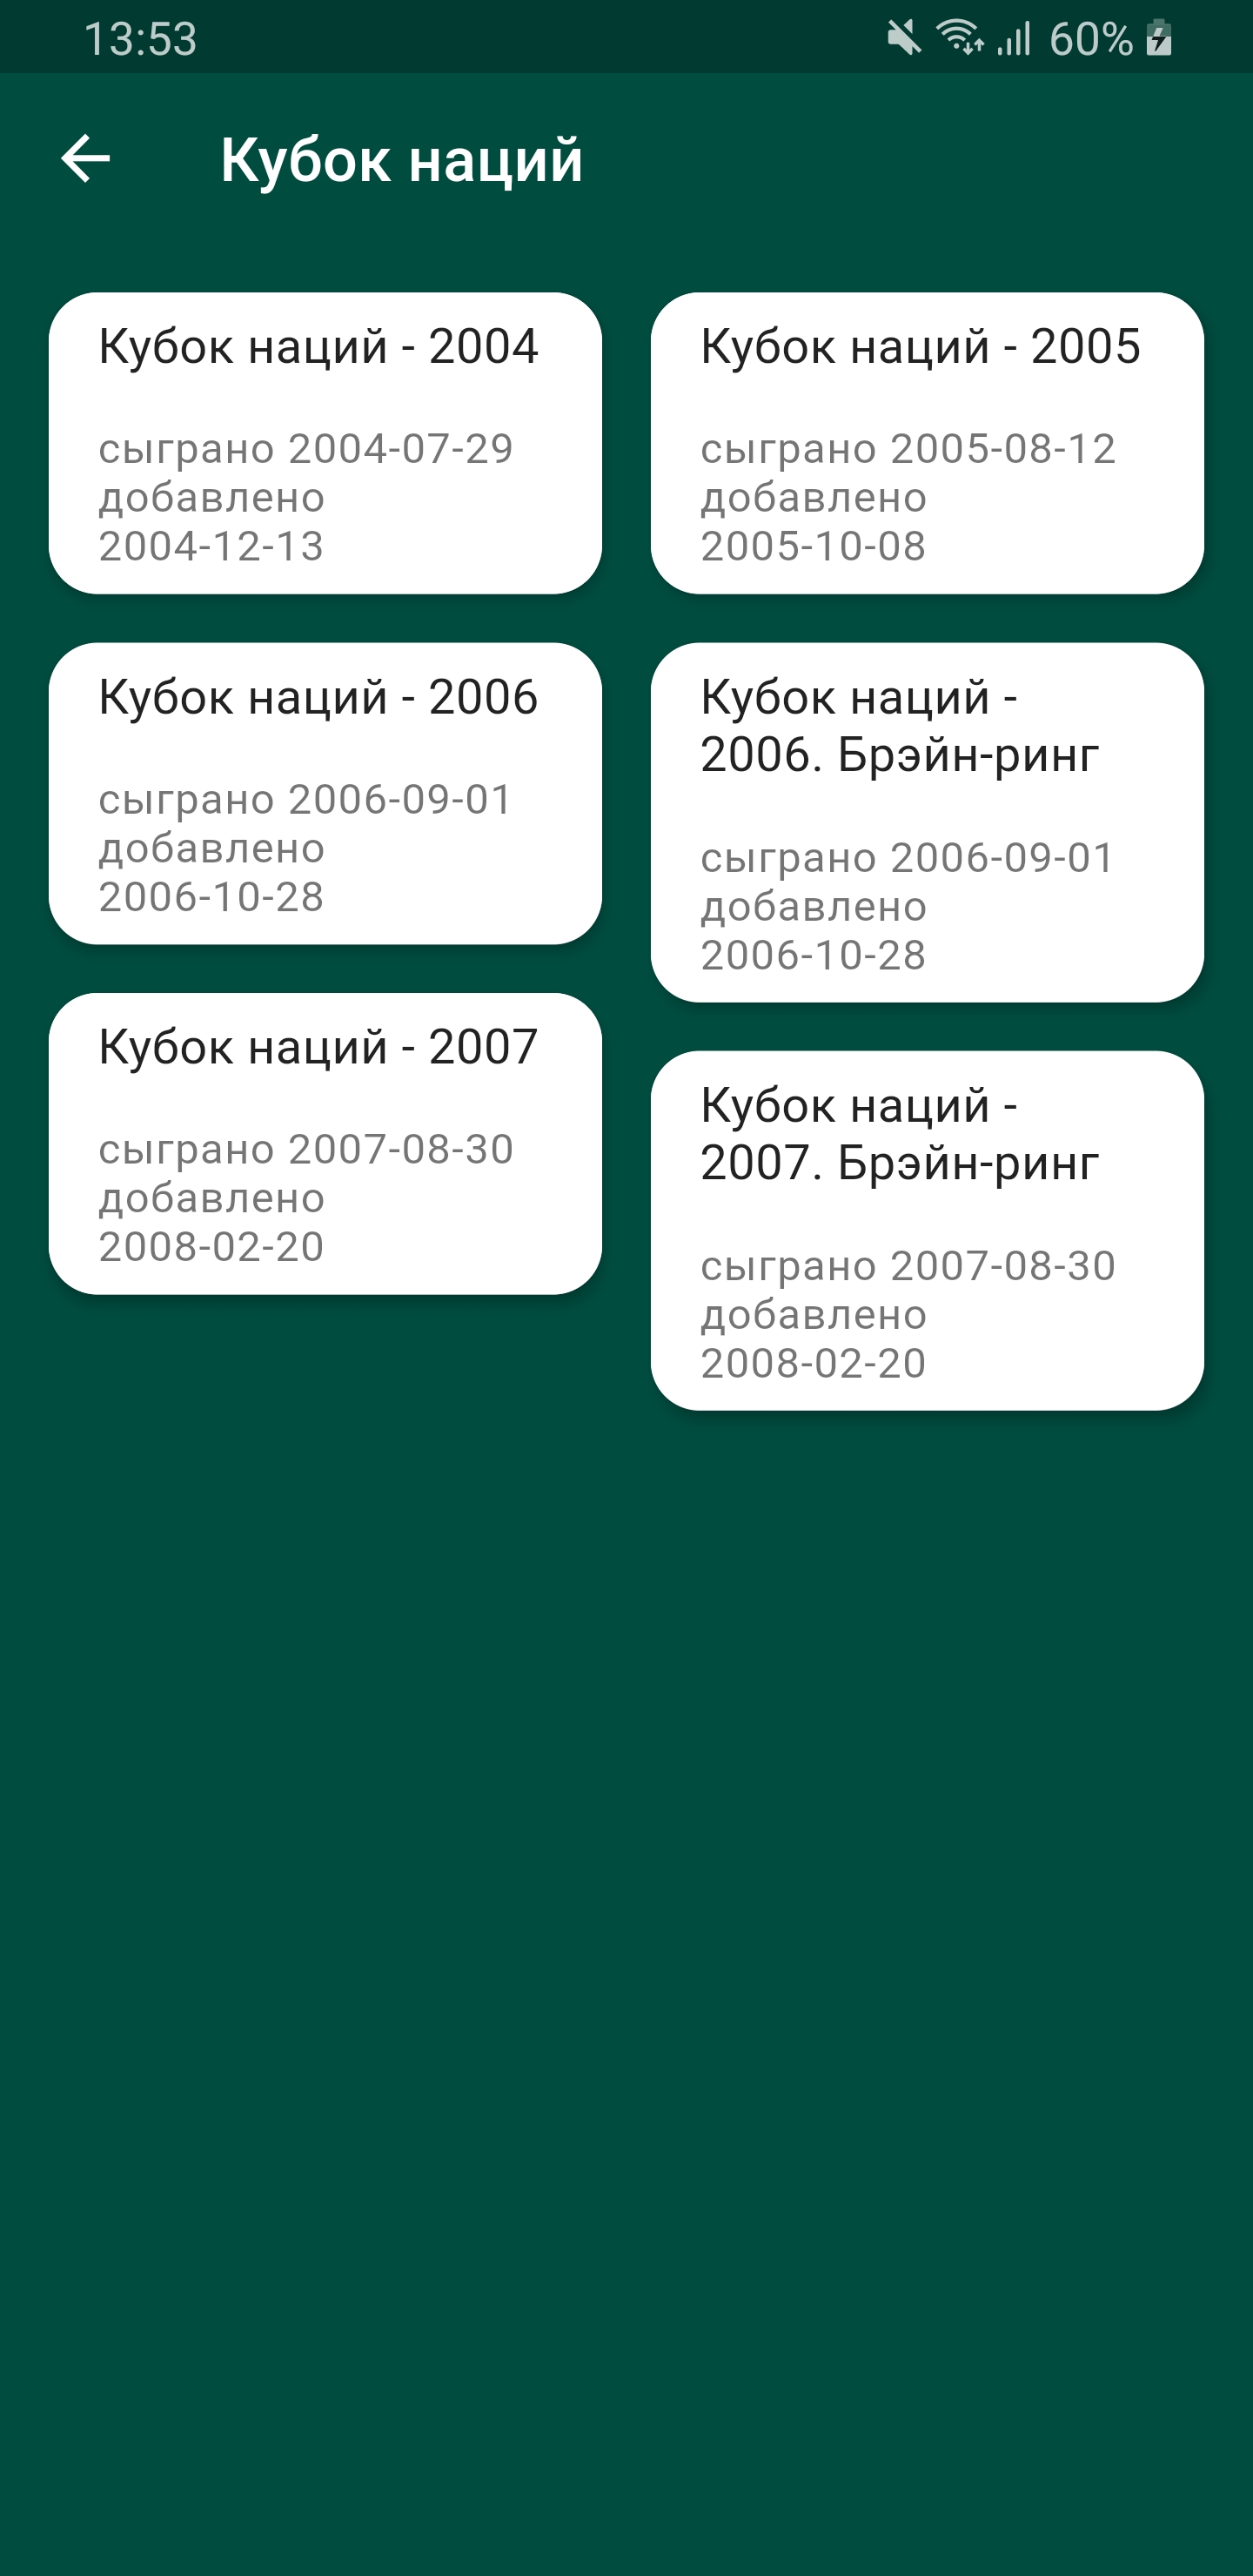 13:53
60%
Кубок наций
Кубок наций - 2004
сыграно 2004-07-29
добавлено
2004-12-13
Кубок наций - 2005
сыграно 2005-08-12
добавлено
2005-10-08
Кубок наций - 2006
сыграно 2006-09-01
добавлено
2006-10-28
Кубок наций -
2006. Брэйн-ринг
сыграно 2006-09-01
добавлено
2006-10-28
Кубок наций - 2007
сыграно 2007-08-30
добавлено
2008-02-20
Кубок наций -
2007. Брэйн-ринг
сыграно 2007-08-30
добавлено
2008-02-20